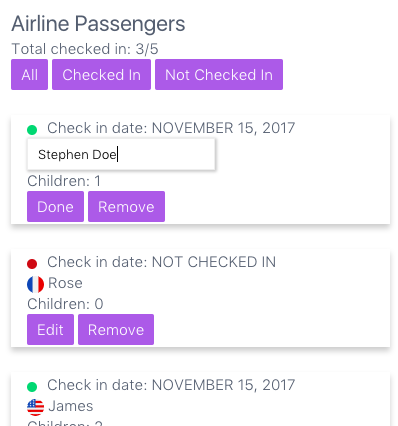 Airline Passengers
Total checked in: 3/5
All Checked In Not Checked In
Check in date: NOVEMBER 15, 2017
Stephen Doe
Children: 1
Done Remove
Check in date: NOT CHECKED IN
Rose
Children: 0
Edit Remove
Check in date: NOVEMBER 15, 2017
James
Children: